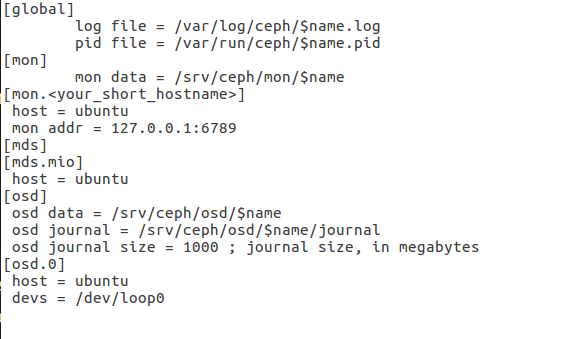 [global]
        log file = /var/log/ceph/$name.log
        pid file = /var/run/ceph/$name.pid
[mon]
        mon data = /srv/ceph/mon/$name
[mon.<your_short_hostname>]
 host = ubuntu
 mon addr = 127.0.0.1:6789
[mds]
[mds.mio]
 host = ubuntu
[osd]
 osd data = /srv/ceph/osd/$name
 osd journal = /srv/ceph/osd/$name/journal
 osd journal size = 1000 ; journal size, in megabytes
[osd.0]
 host = ubuntu
 devs = /dev/loop0